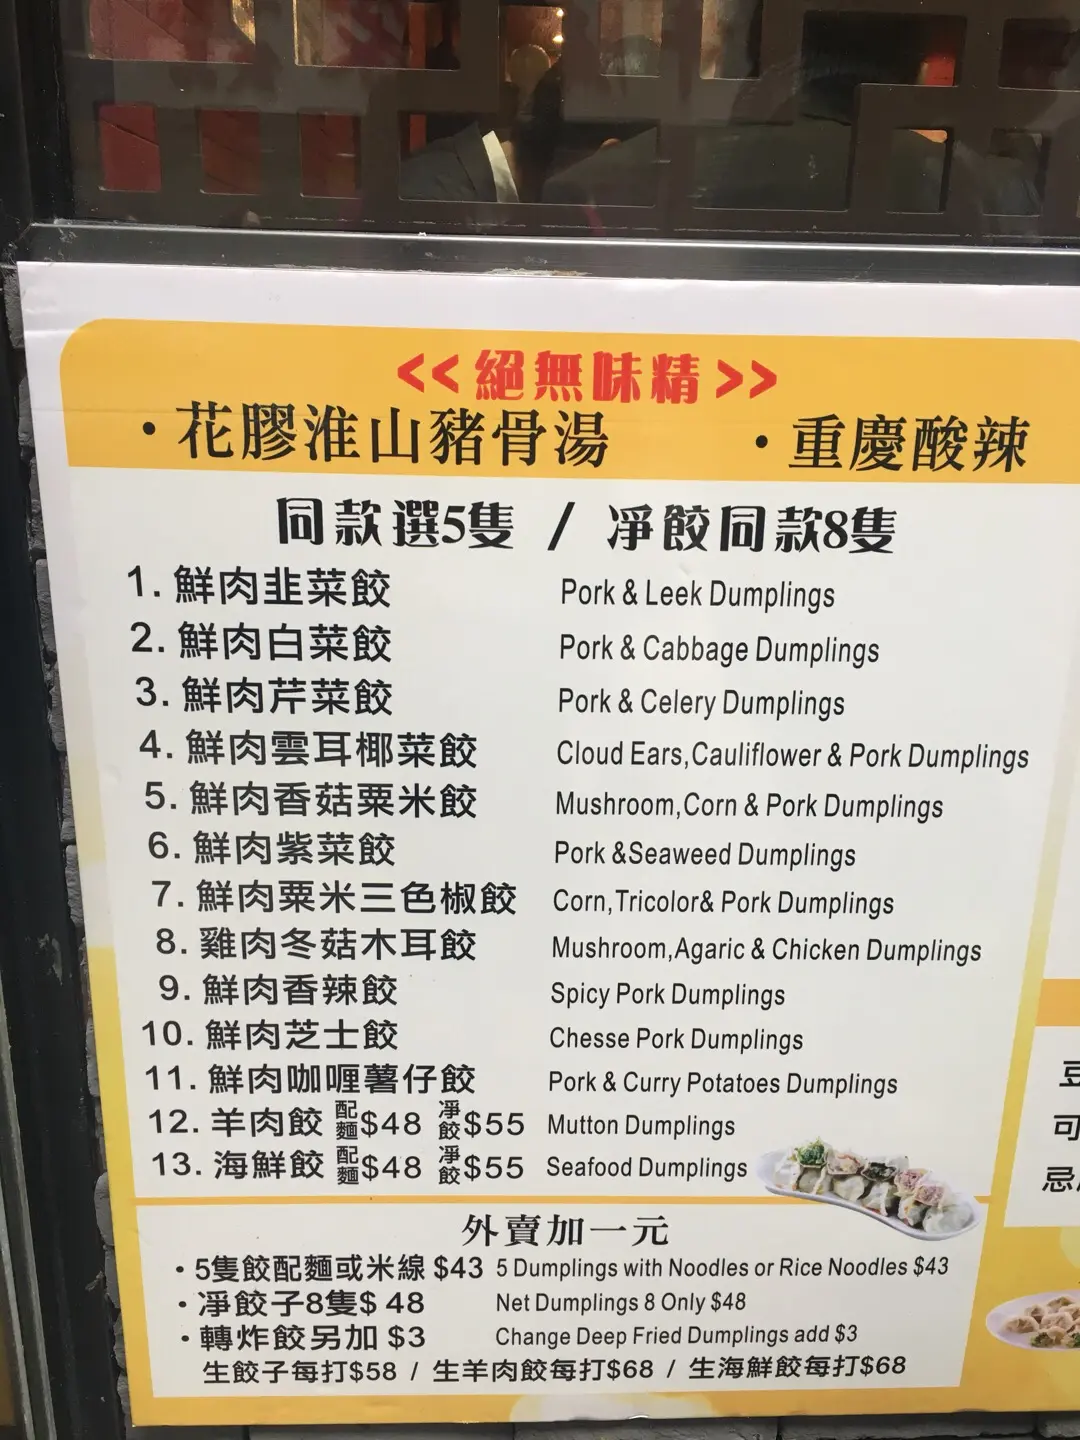 <<絕無味精>>
·花膠淮山豬骨湯 ·重慶酸辣
同款選5隻 / 凈餃同款8隻
1. 鮮肉韭菜餃 Pork & Leek Dumplings
2. 鮮肉白菜餃 Pork & Cabbage Dumplings
3. 鮮肉芹菜餃 Pork & Celery Dumplings
4. 鮮肉雲耳椰菜餃 Cloud Ears,Cauliflower & Pork Dumplings
5. 鮮肉香菇粟米餃 Mushroom,Corn & Pork Dumplings
6. 鮮肉紫菜餃 Pork &Seaweed Dumplings
7. 鮮肉粟米三色椒餃 Corn,Tricolor& Pork Dumplings
8. 雞肉冬菇木耳餃 Mushroom,Agaric & Chicken Dumplings
9. 鮮肉香辣餃 Spicy Pork Dumplings
10. 鮮肉芝士餃 Chesse Pork Dumplings
11. 鮮肉咖喱薯仔餃 Pork & Curry Potatoes Dumplings
12. 羊肉餃 配麵$48 凈餃$55 Mutton Dumplings
13. 海鮮餃 配麵$48 凈餃$55 Seafood Dumplings
外賣加一元
·5隻餃配麵或米線 $43 5 Dumplings with Noodles or Rice Noodles $43
·凈餃子8隻$ 48 Net Dumplings 8 Only $48
·轉炸餃另加 $3 Change Deep Fried Dumplings add $3
生餃子每打$58 / 生羊肉餃每打$68 / 生海鮮餃每打$68
豆
可
忌